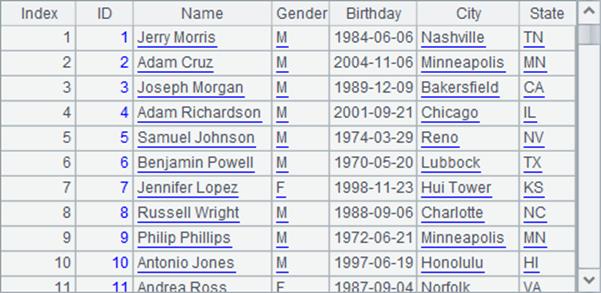 Index ID Name Gender Birthday City State
1 1 Jerry Morris M 1984-06-06 Nashville TN
2 2 Adam Cruz M 2004-11-06 Minneapolis MN
3 3 Joseph Morgan M 1989-12-09 Bakersfield CA
4 4 Adam Richardson M 2001-09-21 Chicago IL
5 5 Samuel Johnson M 1974-03-29 Reno NV
6 6 Benjamin Powell M 1970-05-20 Lubbock TX
7 7 Jennifer Lopez F 1998-11-23 Hui Tower KS
8 8 Russell Wright M 1988-09-06 Charlotte NC
9 9 Philip Phillips M 1972-06-21 Minneapolis MN
10 10 Antonio Jones M 1997-06-19 Honolulu HI
11 11 Andrea Ross F 1987-09-04 Norfolk VA